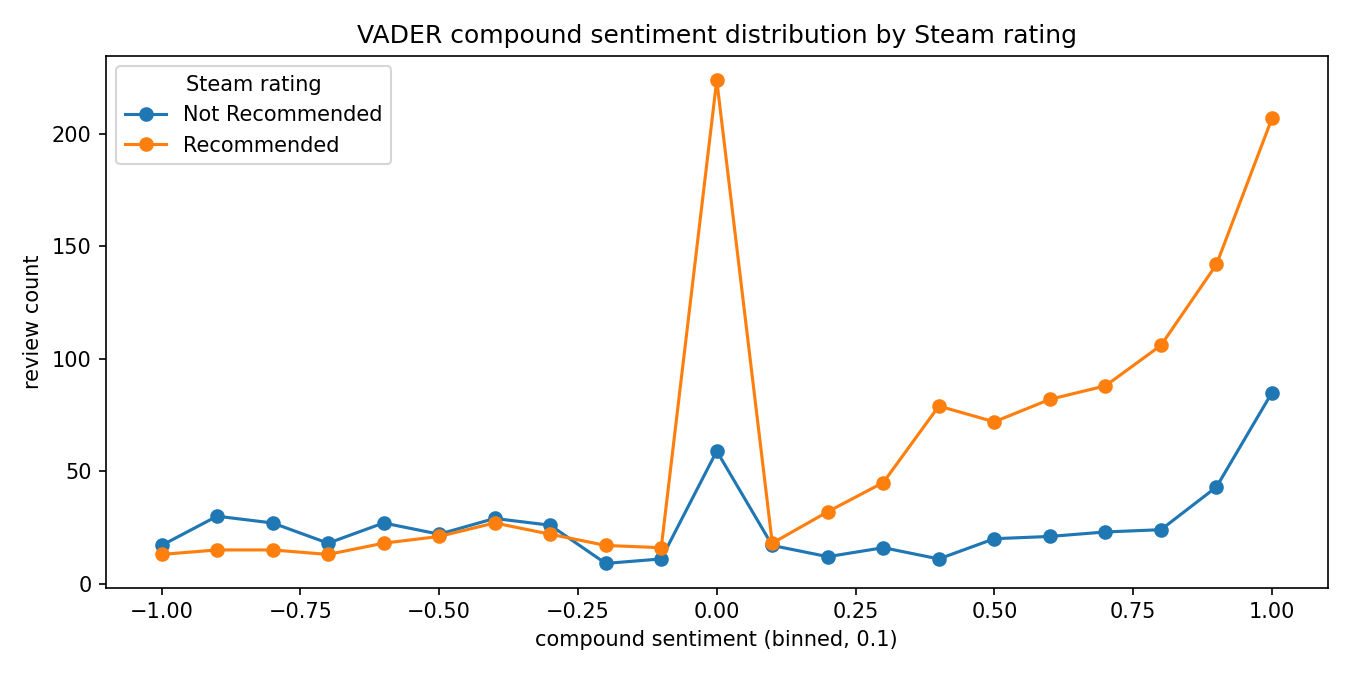 VADER compound sentiment distribution by Steam rating
Steam rating
Not Recommended
Recommended
200
150
100
50
0
review count
−1.00 −0.75 −0.50 −0.25 0.00 0.25 0.50 0.75 1.00
compound sentiment (binned, 0.1)